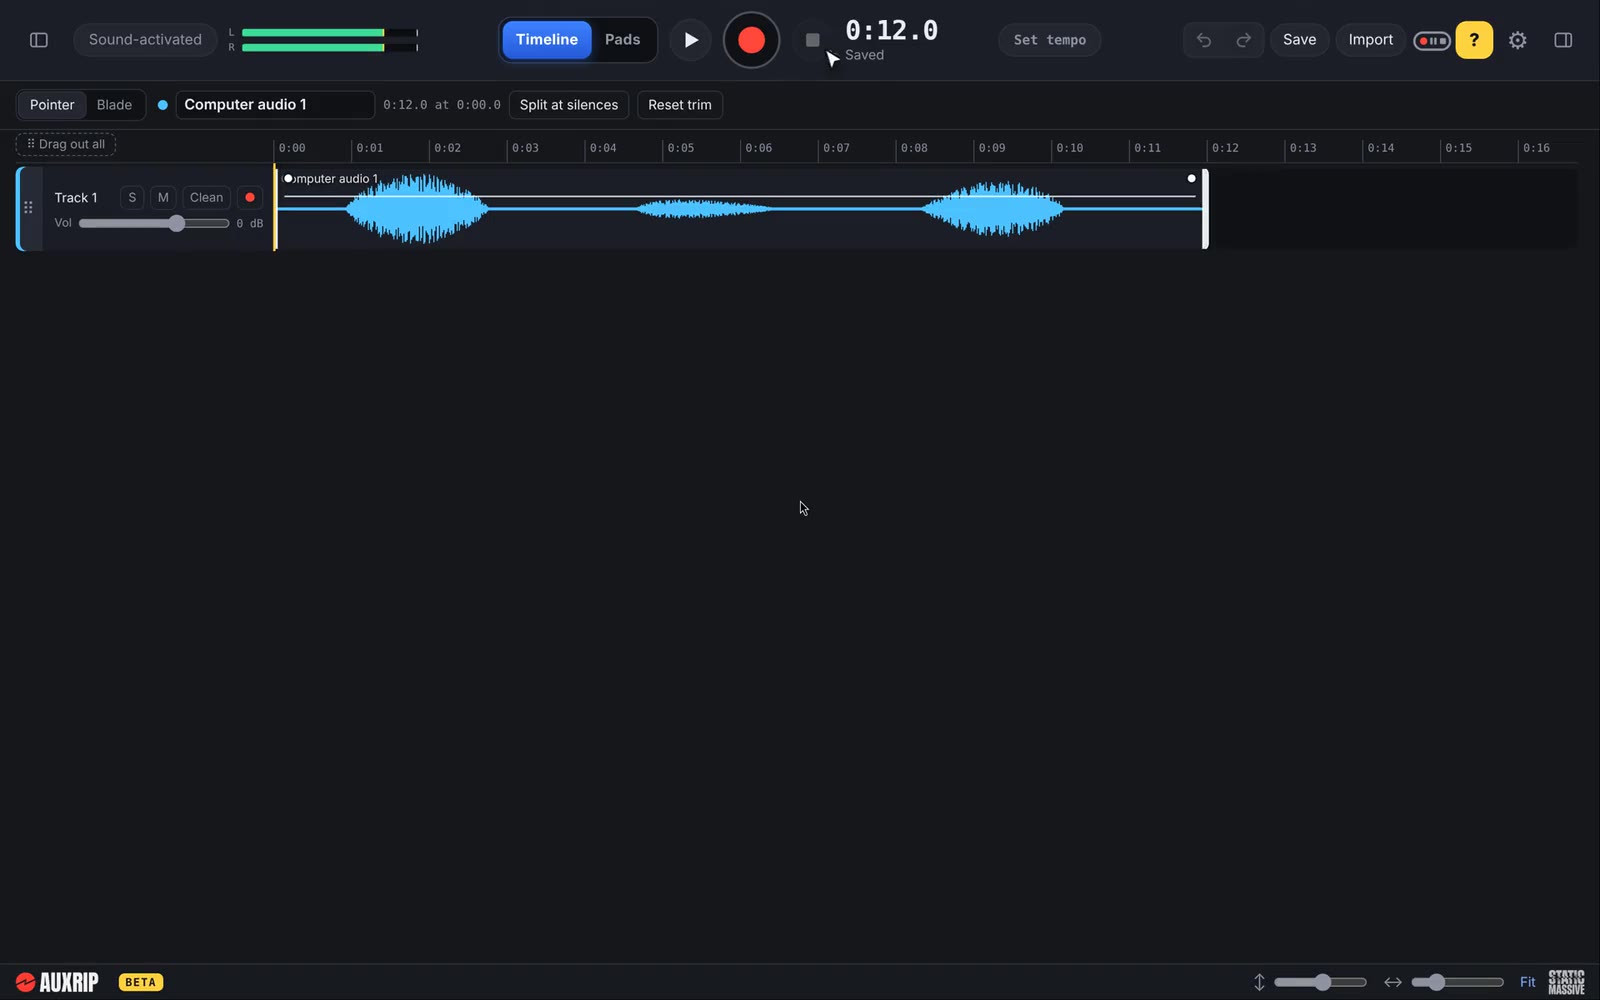 Sound-activated
L
R
Timeline
Pads
0:12.0
Saved
Set tempo
Save
Import
?
Pointer
Blade
Computer audio 1
0:12.0 at 0:00.0
Split at silences
Reset trim
Drag out all
0:00 0:01 0:02 0:03 0:04 0:05 0:06 0:07 0:08 0:09 0:10 0:11 0:12 0:13 0:14 0:15 0:16
Track 1
S
M
Clean
omputer audio 1
Vol
0 dB
AUXRIP
BETA
Fit
STATIC
MASSIVE